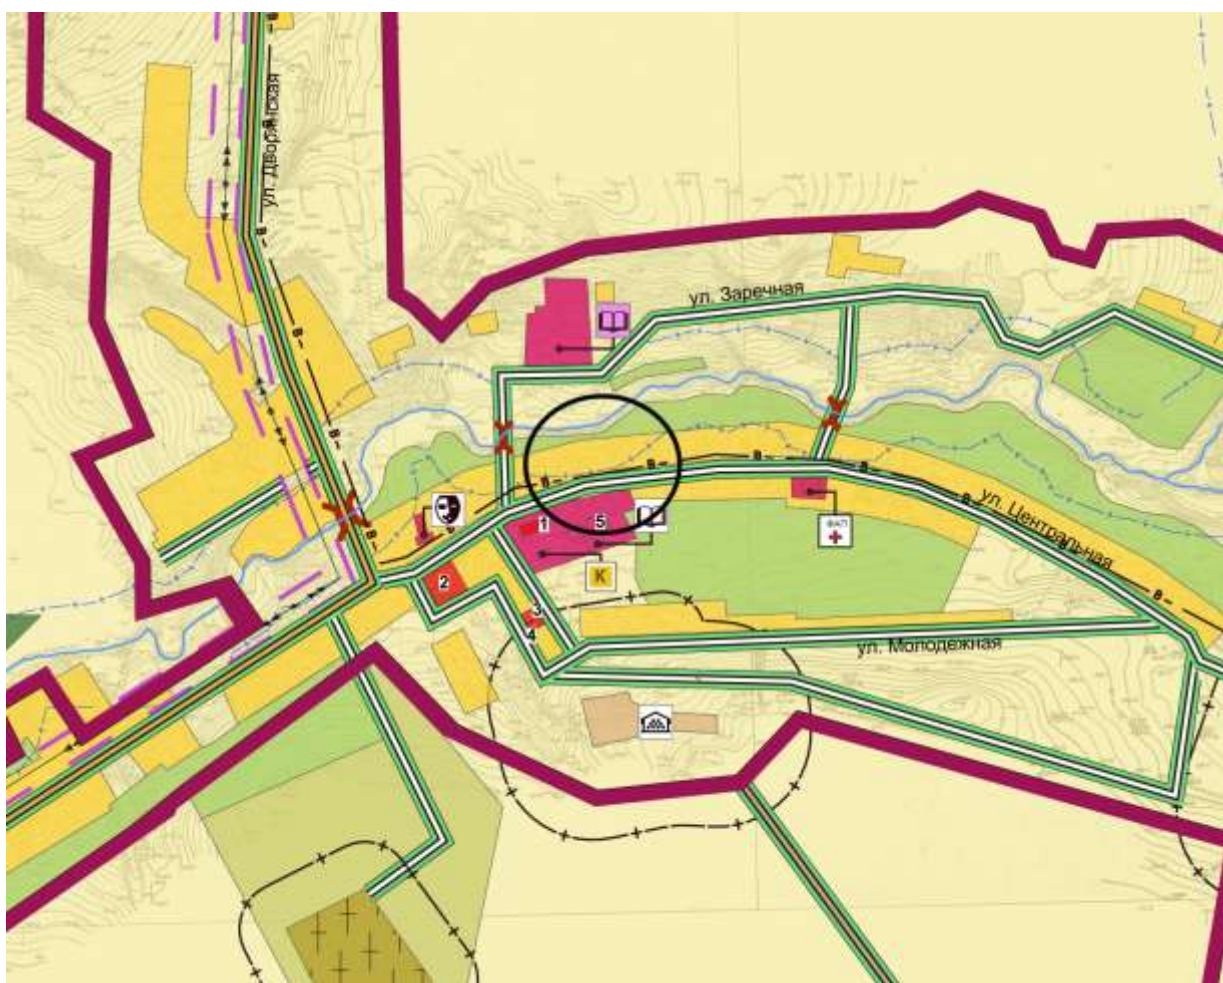 ул. Дворянская
В
В
В
ул. Заречная
В
В
В
В
В
ул. Центральная
1
5
ФАП
К
2
3
4
В
В
ул. Молодежная